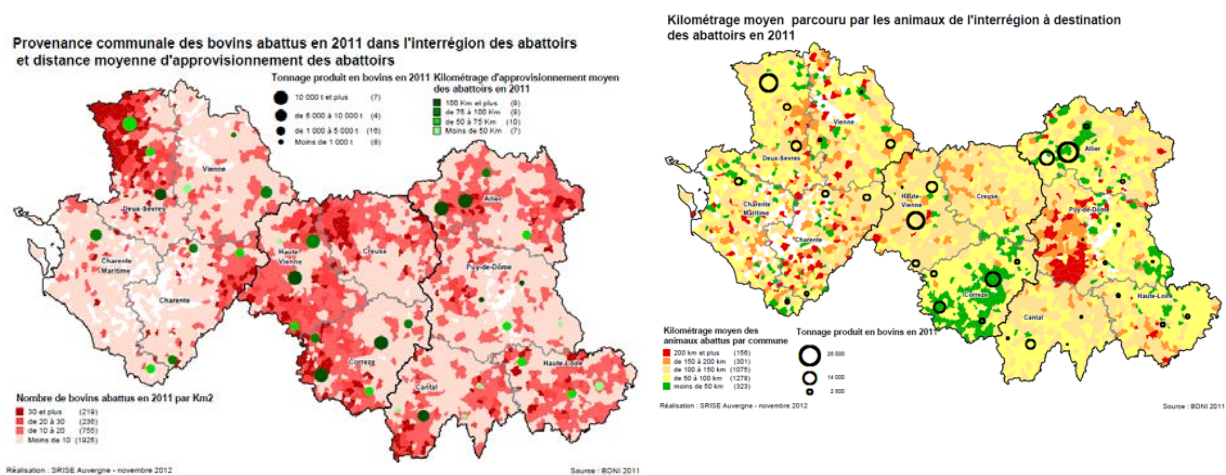 Provenance communale des bovins abattus en 2011 dans l'interrégion des abattoirs
et distance moyenne d'approvisionnement des abattoirs
Tonnage produit en bovins en 2011
10 000 t et plus (7)
de 5 000 à 10 000 t (4)
de 1 000 à 5 000 t (16)
Moins de 1 000 t (8)
Kilométrage d'approvisionnement moyen
des abattoirs en 2011
100 Km et plus (9)
de 75 à 100 Km (9)
de 50 à 75 Km (10)
Moins de 50 Km (7)
Vienne
Deux-Sèvres
Allier
Haute
Vienne
Creuse
Charente
Maritime
Puy-de-Dôme
Charente
Corrèze
Haute-Loire
Cantal
Nombre de bovins abattus en 2011 par Km2
30 et plus (219)
de 20 à 30 (236)
de 10 à 20 (755)
Moins de 10 (1925)
Réalisation : SRISE Auvergne - novembre 2012
Source : BDNI 2011
Kilométrage moyen parcouru par les animaux de l'interrégion à destination
des abattoirs en 2011
Vienne
Deux-Sèvres
Allier
Haute-
Vienne
Creuse
Charente
Maritime
Puy-de-Dôme
Charente
Corrèze
Haute-Loire
Cantal
Kilométrage moyen des
animaux abattus par commune
200 km et plus (156)
de 150 à 200 km (301)
de 100 à 150 km (1075)
de 50 à 100 km (1278)
moins de 50 km (323)
Tonnage produit en bovins en 2011
28 000
14 000
2 800
Réalisation : SRISE Auvergne - novembre 2012
Source : BDNI 2011